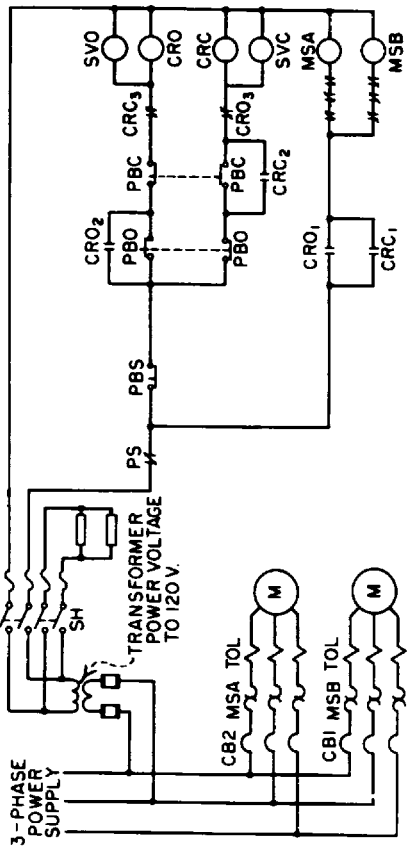 3-PHASE
POWER
SUPPLY
SH
TRANSFORMER
POWER VOLTAGE
TO 120 V.
CB2 MSA TOL
M
CB1 MSB TOL
M
PS
PBS
CRO2
PBO
PBC
CRC3
SVO
CRO
PBO
PBC
CRC2
CRO3
CRC
SVC
CRO1
CRC1
MSA
MSB